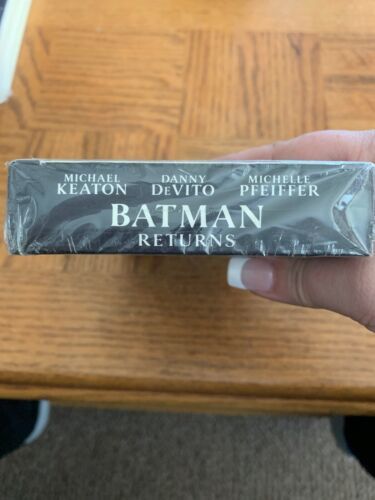 MICHAEL DANNY MICHELLE
KEATON DEVITO PFEIFFER
BATMAN
RETURNS